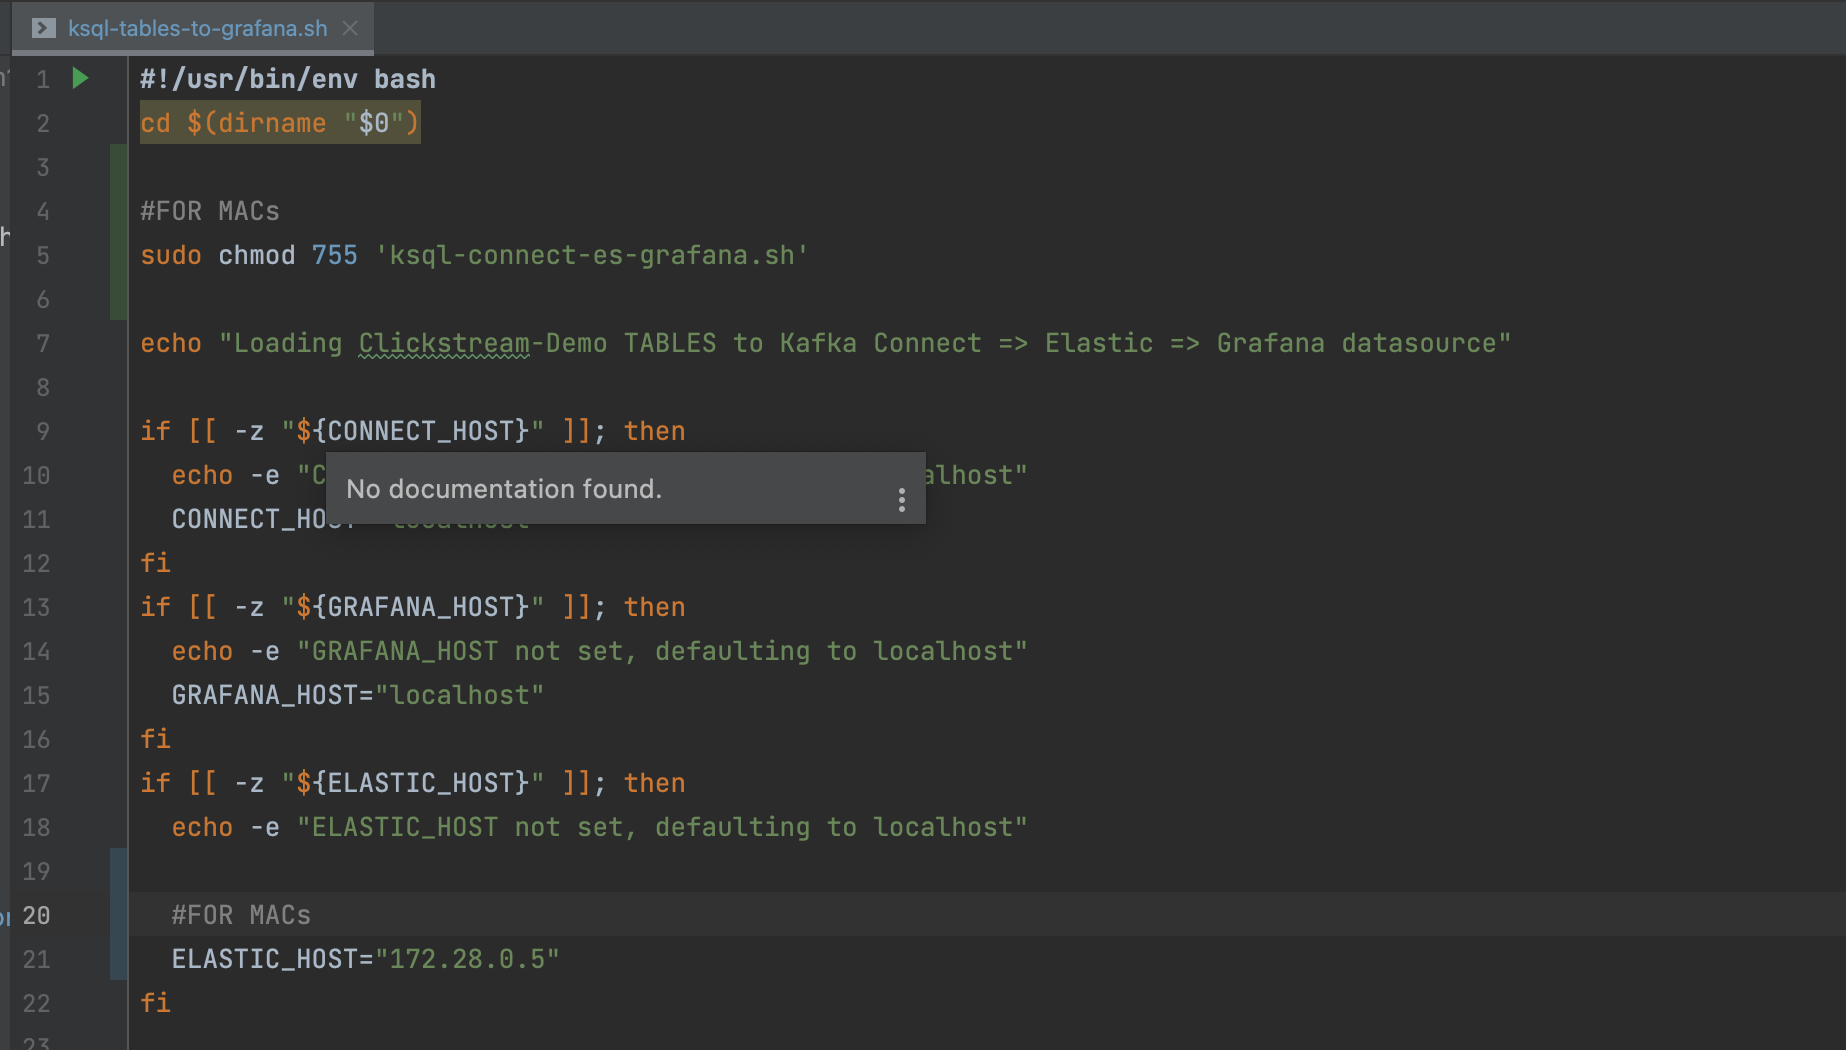 ksql-tables-to-grafana.sh
1 #!/usr/bin/env bash
2 cd $(dirname "$0")
3
4 #FOR MACs
5 sudo chmod 755 'ksql-connect-es-grafana.sh'
6
7 echo "Loading Clickstream-Demo TABLES to Kafka Connect => Elastic => Grafana datasource"
8
9 if [[ -z "${CONNECT_HOST}" ]]; then
10 echo -e "C alhost"
No documentation found.
11 CONNECT_HOST
12 fi
13 if [[ -z "${GRAFANA_HOST}" ]]; then
14 echo -e "GRAFANA_HOST not set, defaulting to localhost"
15 GRAFANA_HOST="localhost"
16 fi
17 if [[ -z "${ELASTIC_HOST}" ]]; then
18 echo -e "ELASTIC_HOST not set, defaulting to localhost"
19
20 #FOR MACs
21 ELASTIC_HOST="172.28.0.5"
22 fi
23